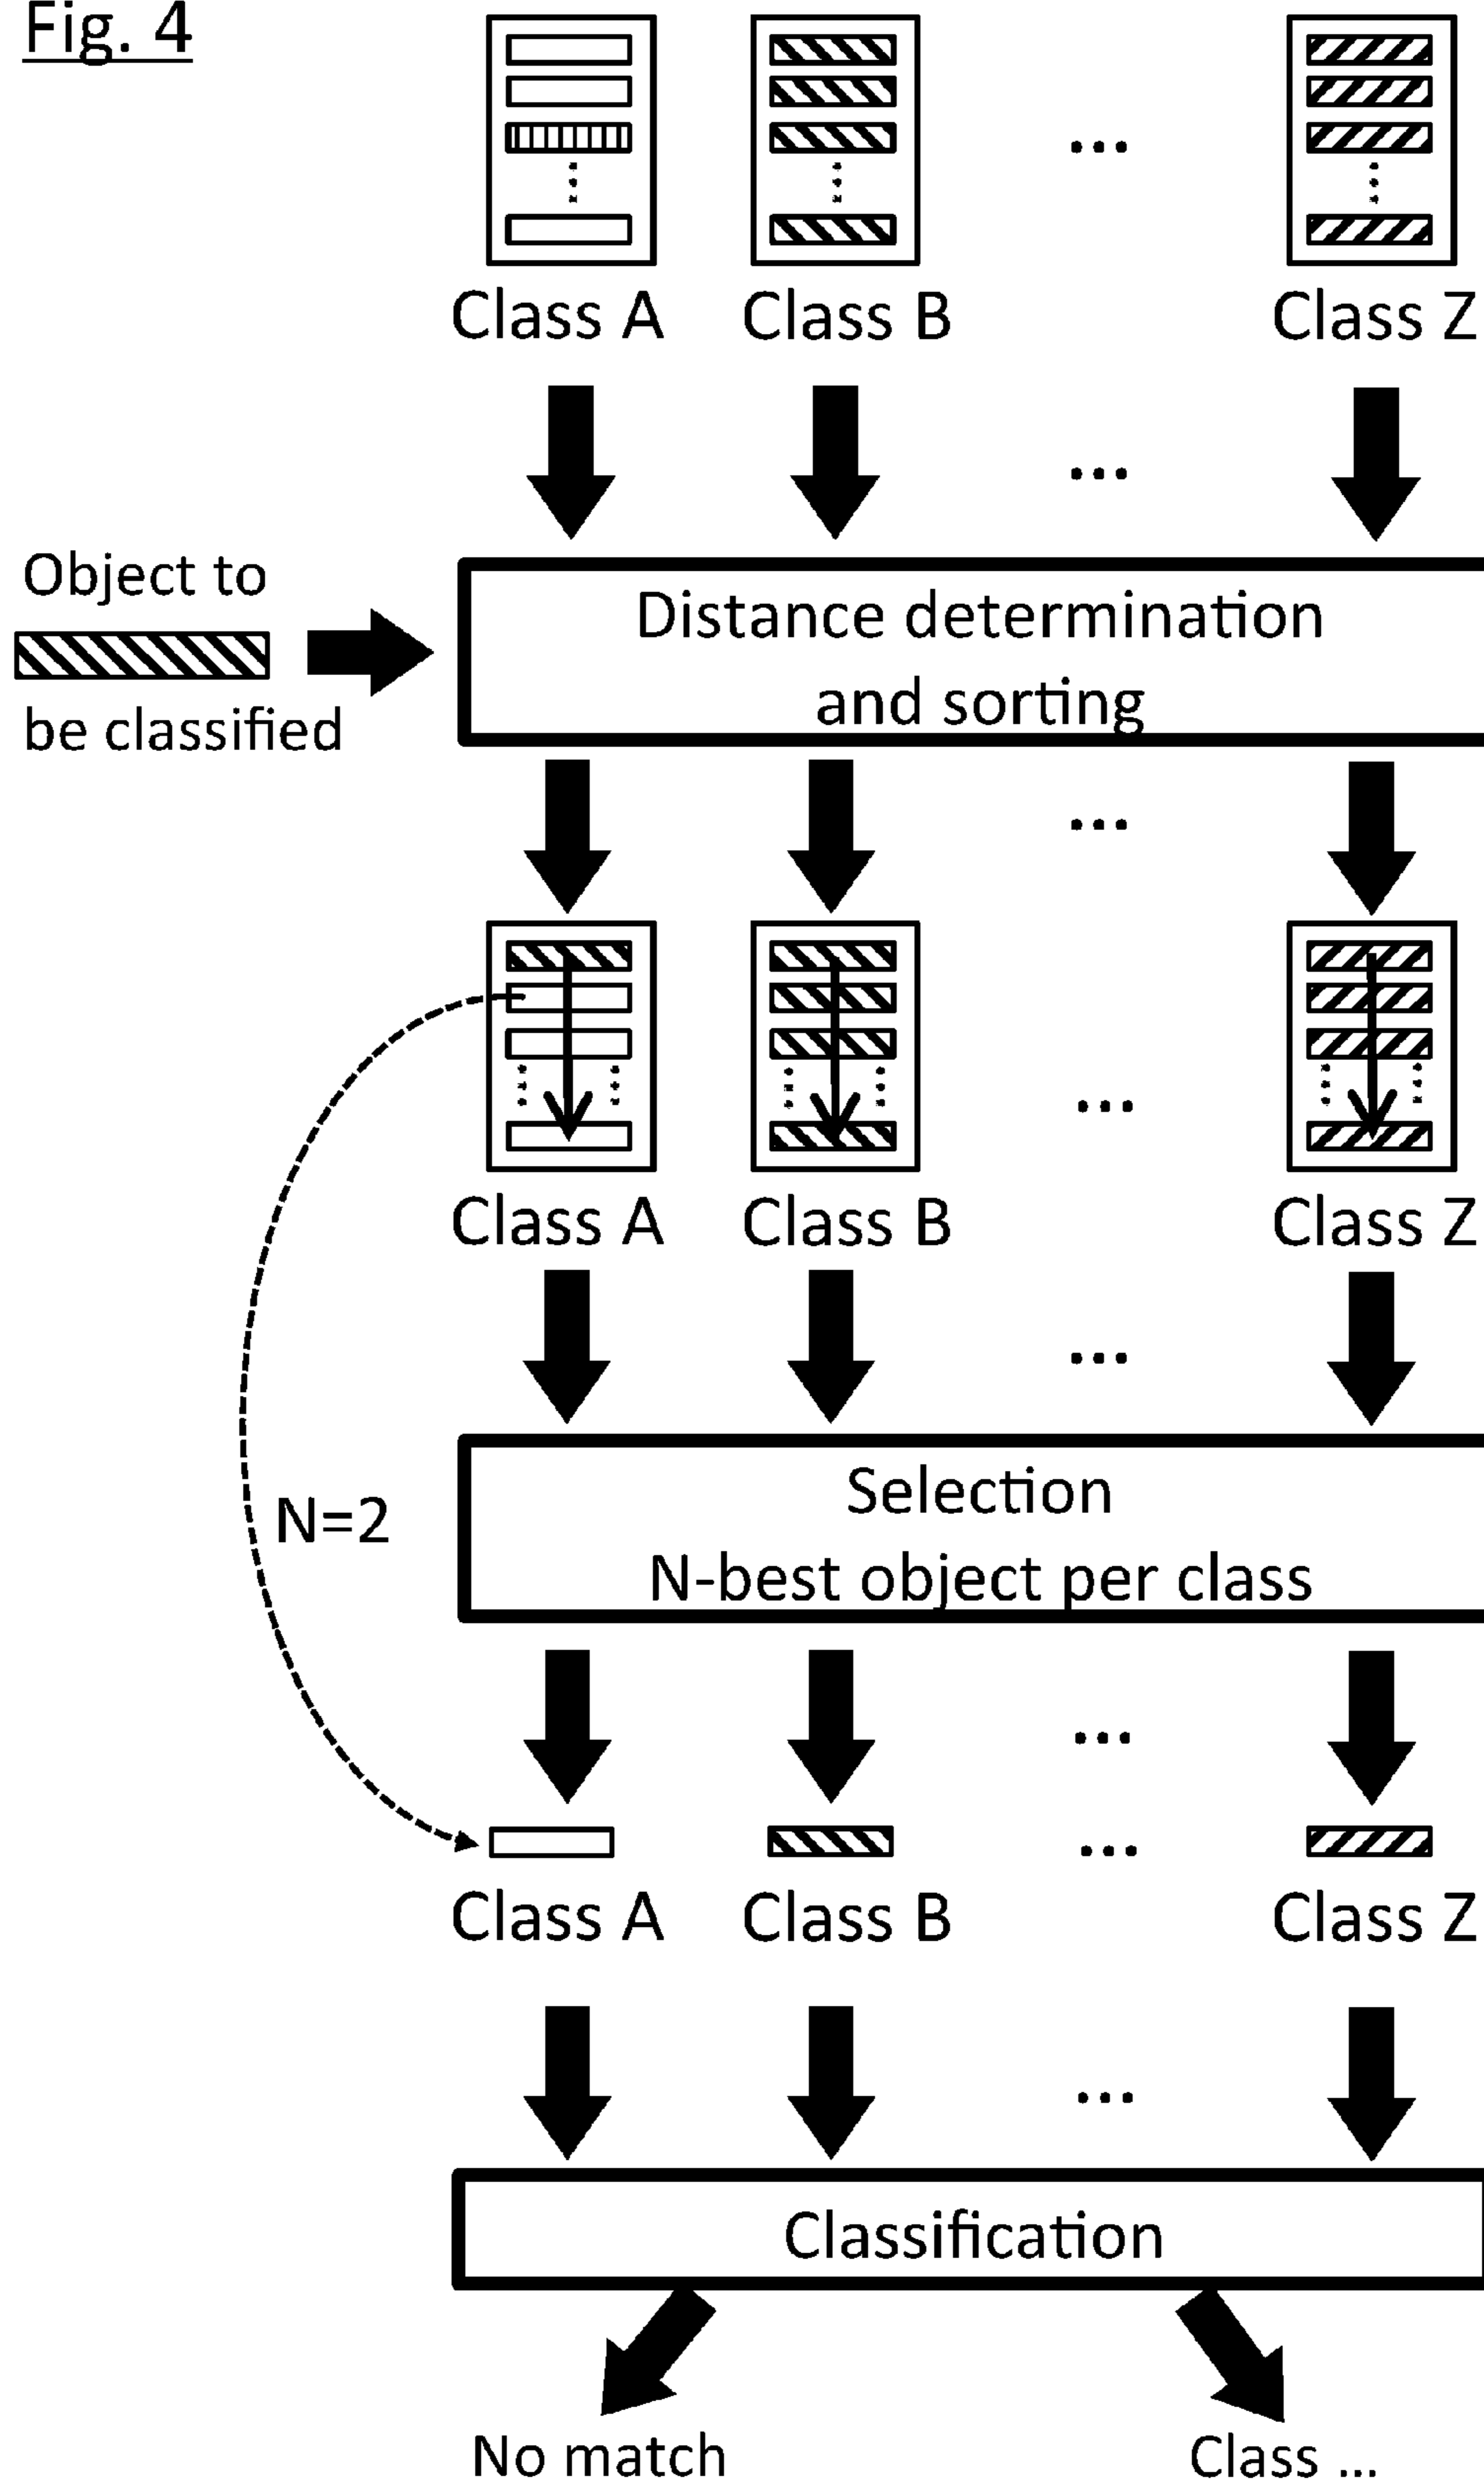 Fig. 4
Class A Class B Class Z
...
...
Object to
be classified
Distance determination
and sorting
...
...
Class A Class B Class Z
...
N=2
Selection
N-best object per class
...
...
Class A Class B Class Z
...
Classification
No match Class ...